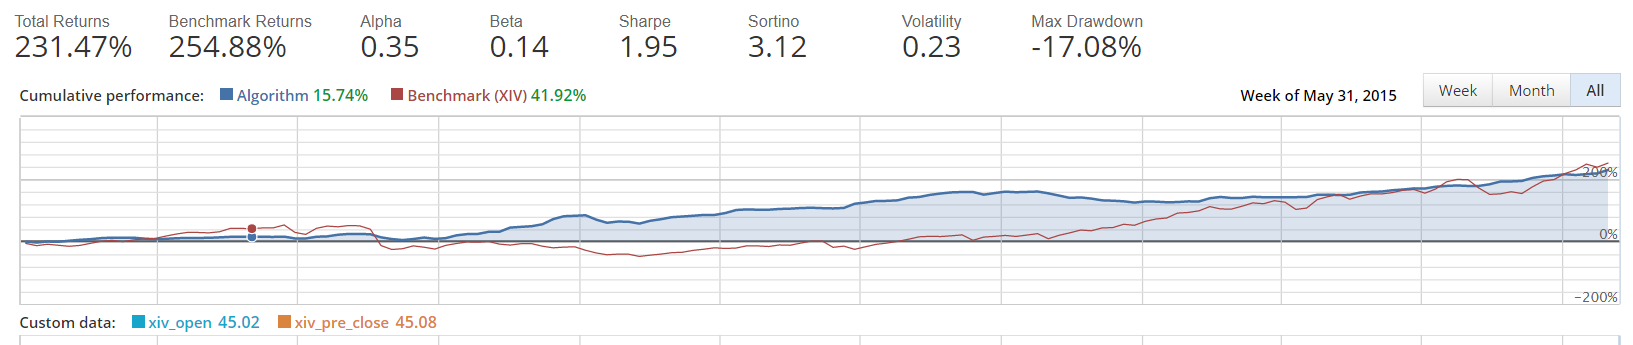 Total Returns Benchmark Returns Alpha Beta Sharpe Sortino Volatility Max Drawdown
231.47% 254.88% 0.35 0.14 1.95 3.12 0.23 -17.08%
Cumulative performance: Algorithm 15.74% Benchmark (XIV) 41.92% Week of May 31, 2015 Week Month All
200%
0%
-200%
Custom data: xiv_open 45.02 xiv_pre_close 45.08